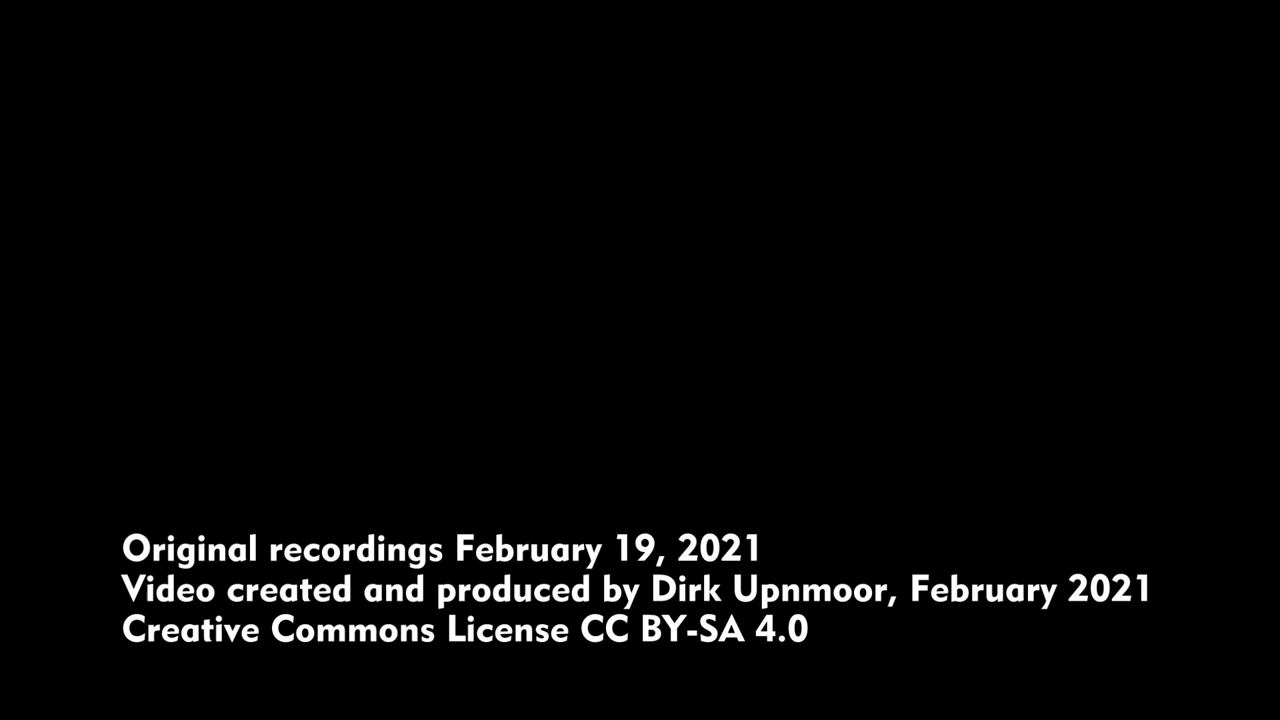 Original recordings February 19, 2021
Video created and produced by Dirk Upnmoor, February 2021
Creative Commons License CC BY-SA 4.0